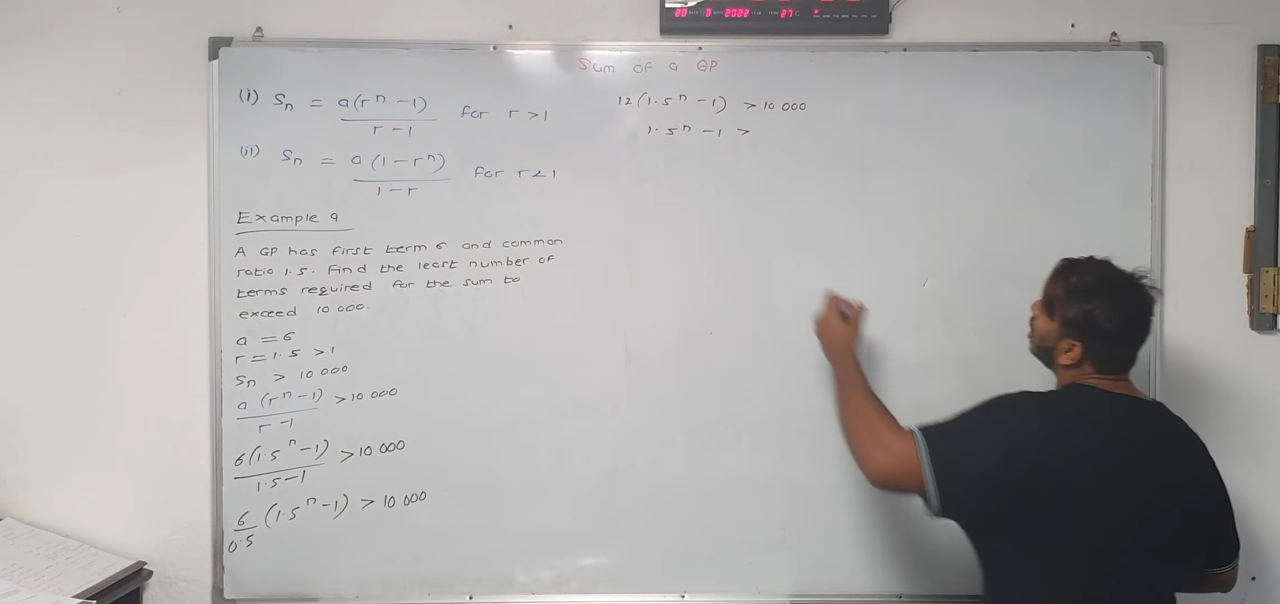 20 9 2022 27 C
Sum OF a GP
(i) Sn = a(r^n - 1) / r - 1 for r > 1
(ii) Sn = a(1 - r^n) / 1 - r for r < 1
Example 9
A GP has first term 6 and common
ratio 1.5. Find the least number of
terms required for the sum to
exceed 10 000.
a = 6
r = 1.5 > 1
Sn > 10 000
a(r^n - 1) / r - 1 > 10 000
6(1.5^n - 1) / 1.5 - 1 > 10 000
6 / 0.5 (1.5^n - 1) > 10 000
12(1.5^n - 1) > 10 000
1.5^n - 1 >